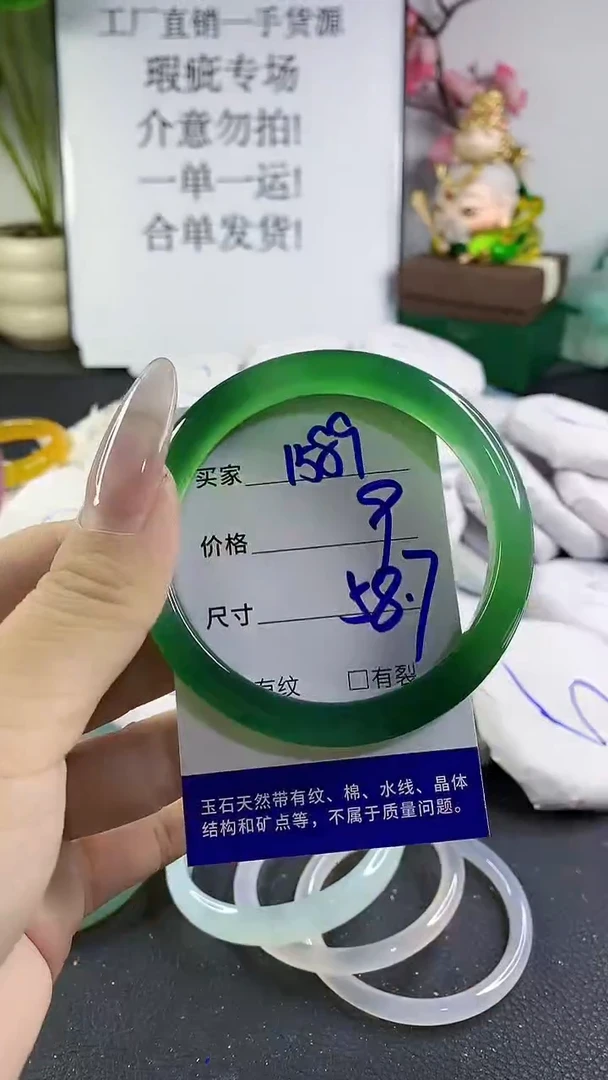 工厂直销一手货源
瑕疵专场
介意勿拍!
一单一运!
合单发货!
买家 1589
价格 9
尺寸 58.7
有纹 □有裂
玉石天然带有纹、棉、水线、晶体
结构和矿点等，不属于质量问题。